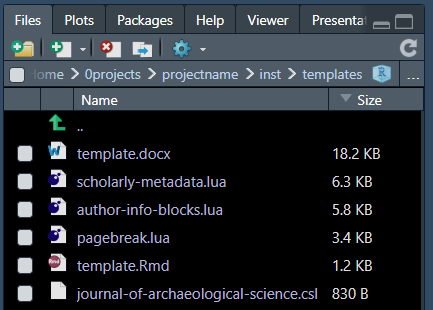 Files Plots Packages Help Viewer Presentat
ome > 0projects > projectname > inst > templates ...
Name Size
..
template.docx 18.2 KB
scholarly-metadata.lua 6.3 KB
author-info-blocks.lua 5.8 KB
pagebreak.lua 3.4 KB
template.Rmd 1.2 KB
journal-of-archaeological-science.csl 830 B